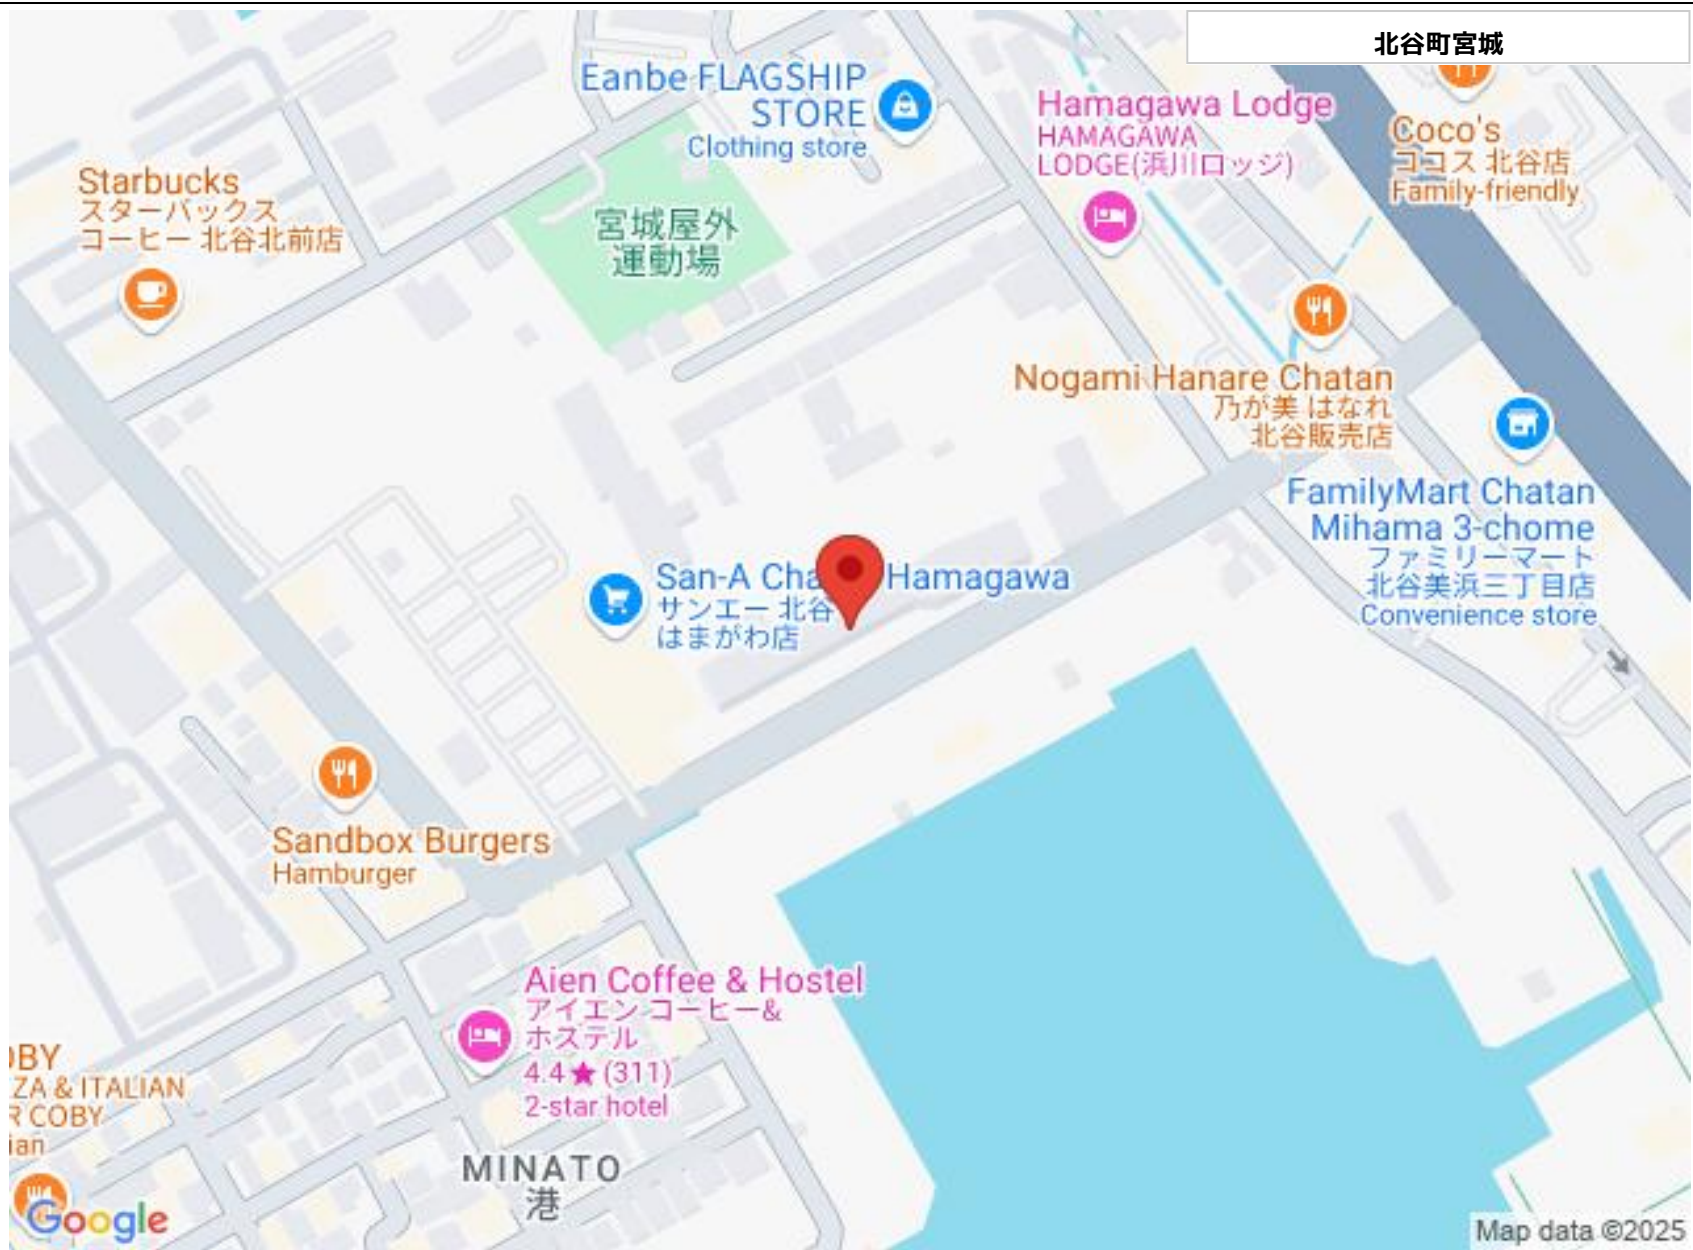 北谷町宮城
Eanbe FLAGSHIP
STORE
Clothing store
Hamagawa Lodge
HAMAGAWA
LODGE(浜川ロッジ)
Coco's
ココス 北谷店
Family-friendly
Starbucks
スターバックス
コーヒー 北谷北前店
宮城屋外
運動場
Nogami Hanare Chatan
乃が美 はなれ
北谷販売店
FamilyMart Chatan
Mihama 3-chome
ファミリーマート
北谷美浜三丁目店
Convenience store
San-A Cha Hamagawa
サンエー 北谷
はまがわ店
Sandbox Burgers
Hamburger
Aien Coffee & Hostel
アイエン コーヒー&
ホステル
4.4★ (311)
2-star hotel
OBY
ZA & ITALIAN
R COBY
ian
MINATO
港
Google
Map data ©2025